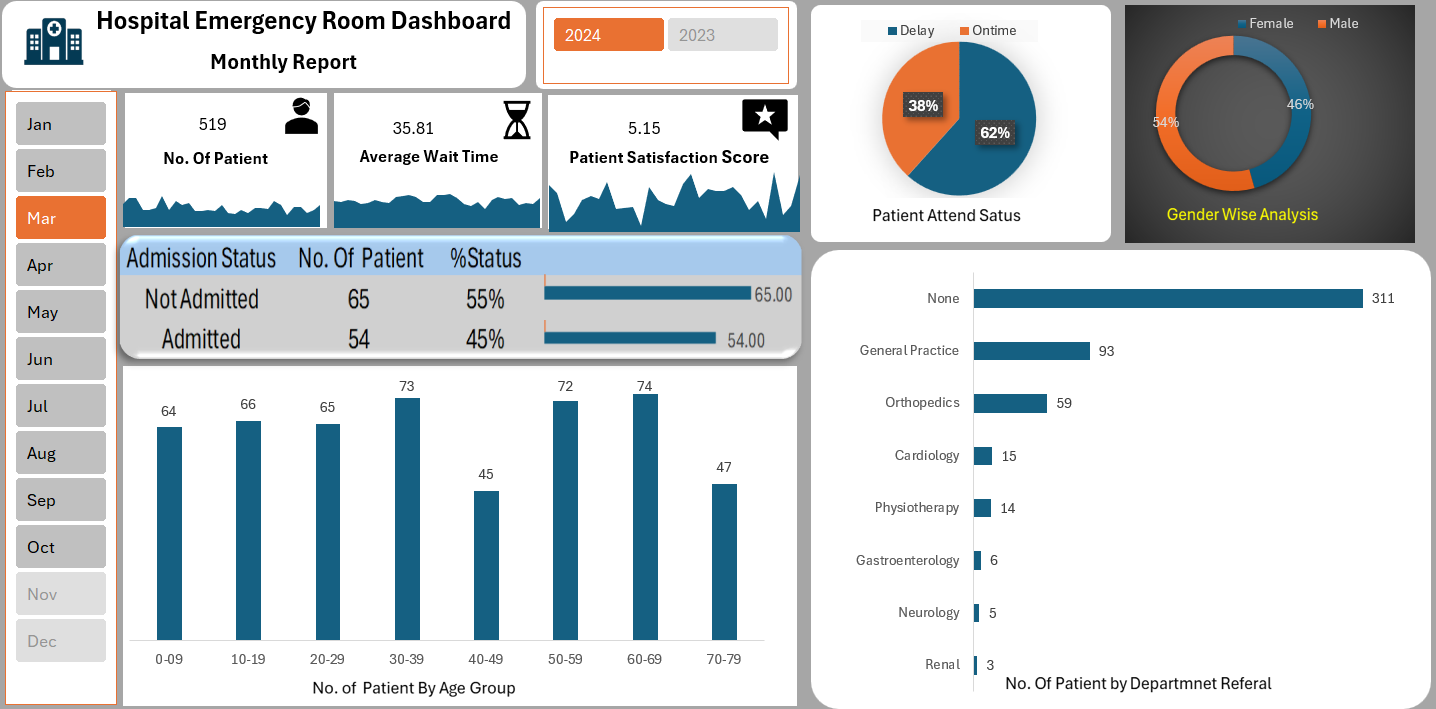 Hospital Emergency Room Dashboard
Monthly Report
2024
2023
Jan
Feb
Mar
Apr
May
Jun
Jul
Aug
Sep
Oct
Nov
Dec
519
No. Of Patient
35.81
Average Wait Time
5.15
Patient Satisfaction Score
Admission Status No. Of Patient %Status
Not Admitted 65 55% 65.00
Admitted 54 45% 54.00
64 66 65 73 45 72 74 47
0-09 10-19 20-29 30-39 40-49 50-59 60-69 70-79
No. of Patient By Age Group
Delay Ontime
38%
62%
Patient Attend Satus
Female Male
46%
54%
Gender Wise Analysis
None 311
General Practice 93
Orthopedics 59
Cardiology 15
Physiotherapy 14
Gastroenterology 6
Neurology 5
Renal 3
No. Of Patient by Departmnet Referal